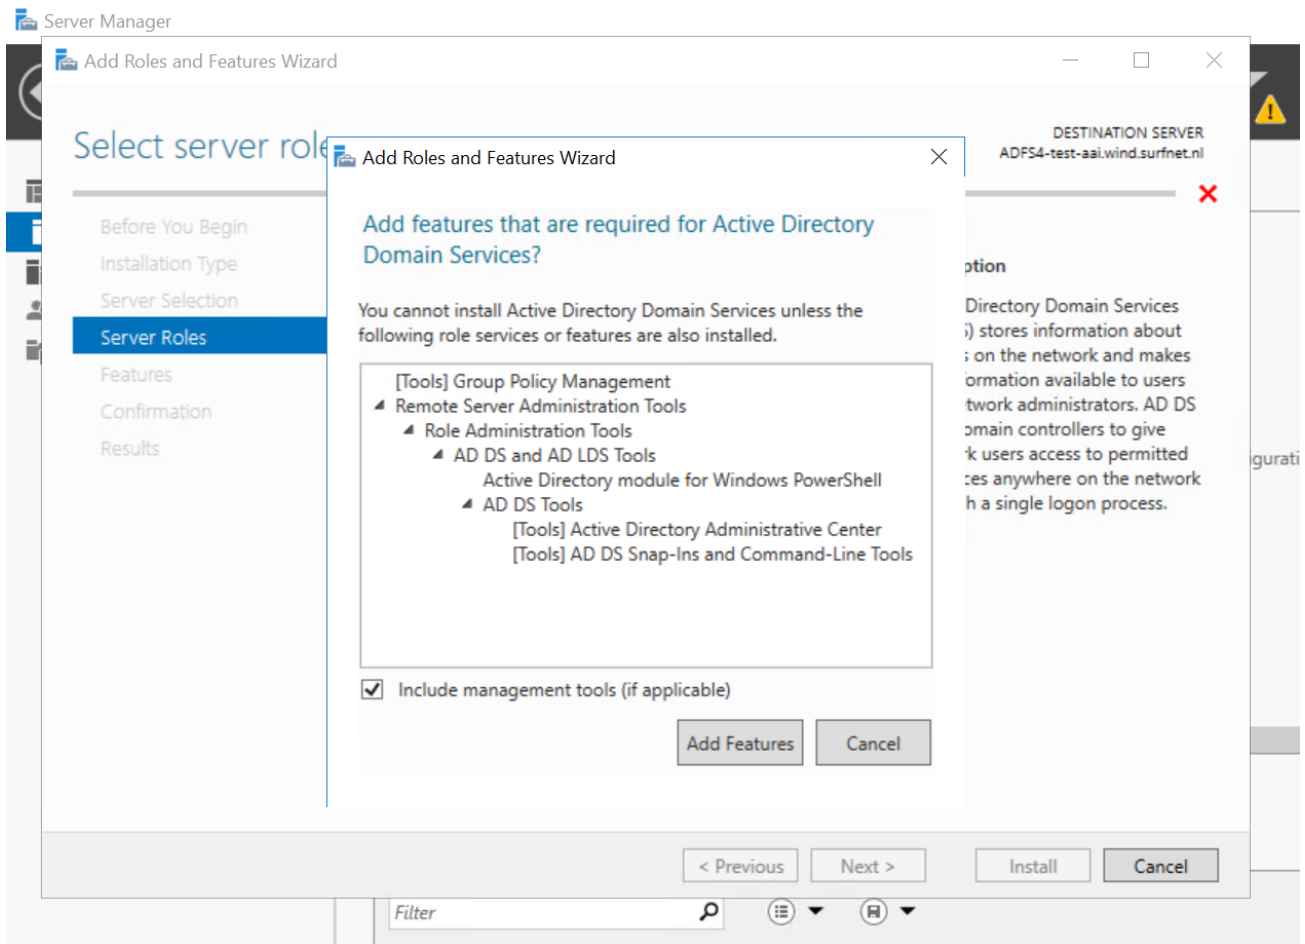 Server Manager
Add Roles and Features Wizard
Select server role
DESTINATION SERVER
ADFS4-test-aai.wind.surfnet.nl
Before You Begin
Installation Type
Server Selection
Server Roles
Features
Confirmation
Results
Add Roles and Features Wizard
Add features that are required for Active Directory
Domain Services?
You cannot install Active Directory Domain Services unless the
following role services or features are also installed.
[Tools] Group Policy Management
Remote Server Administration Tools
Role Administration Tools
AD DS and AD LDS Tools
Active Directory module for Windows PowerShell
AD DS Tools
[Tools] Active Directory Administrative Center
[Tools] AD DS Snap-Ins and Command-Line Tools
Include management tools (if applicable)
Add Features
Cancel
ption
Directory Domain Services
S) stores information about
s on the network and makes
formation available to users
twork administrators. AD DS
omain controllers to give
rk users access to permitted
ces anywhere on the network
h a single logon process.
igurati
< Previous
Next >
Install
Cancel
Filter